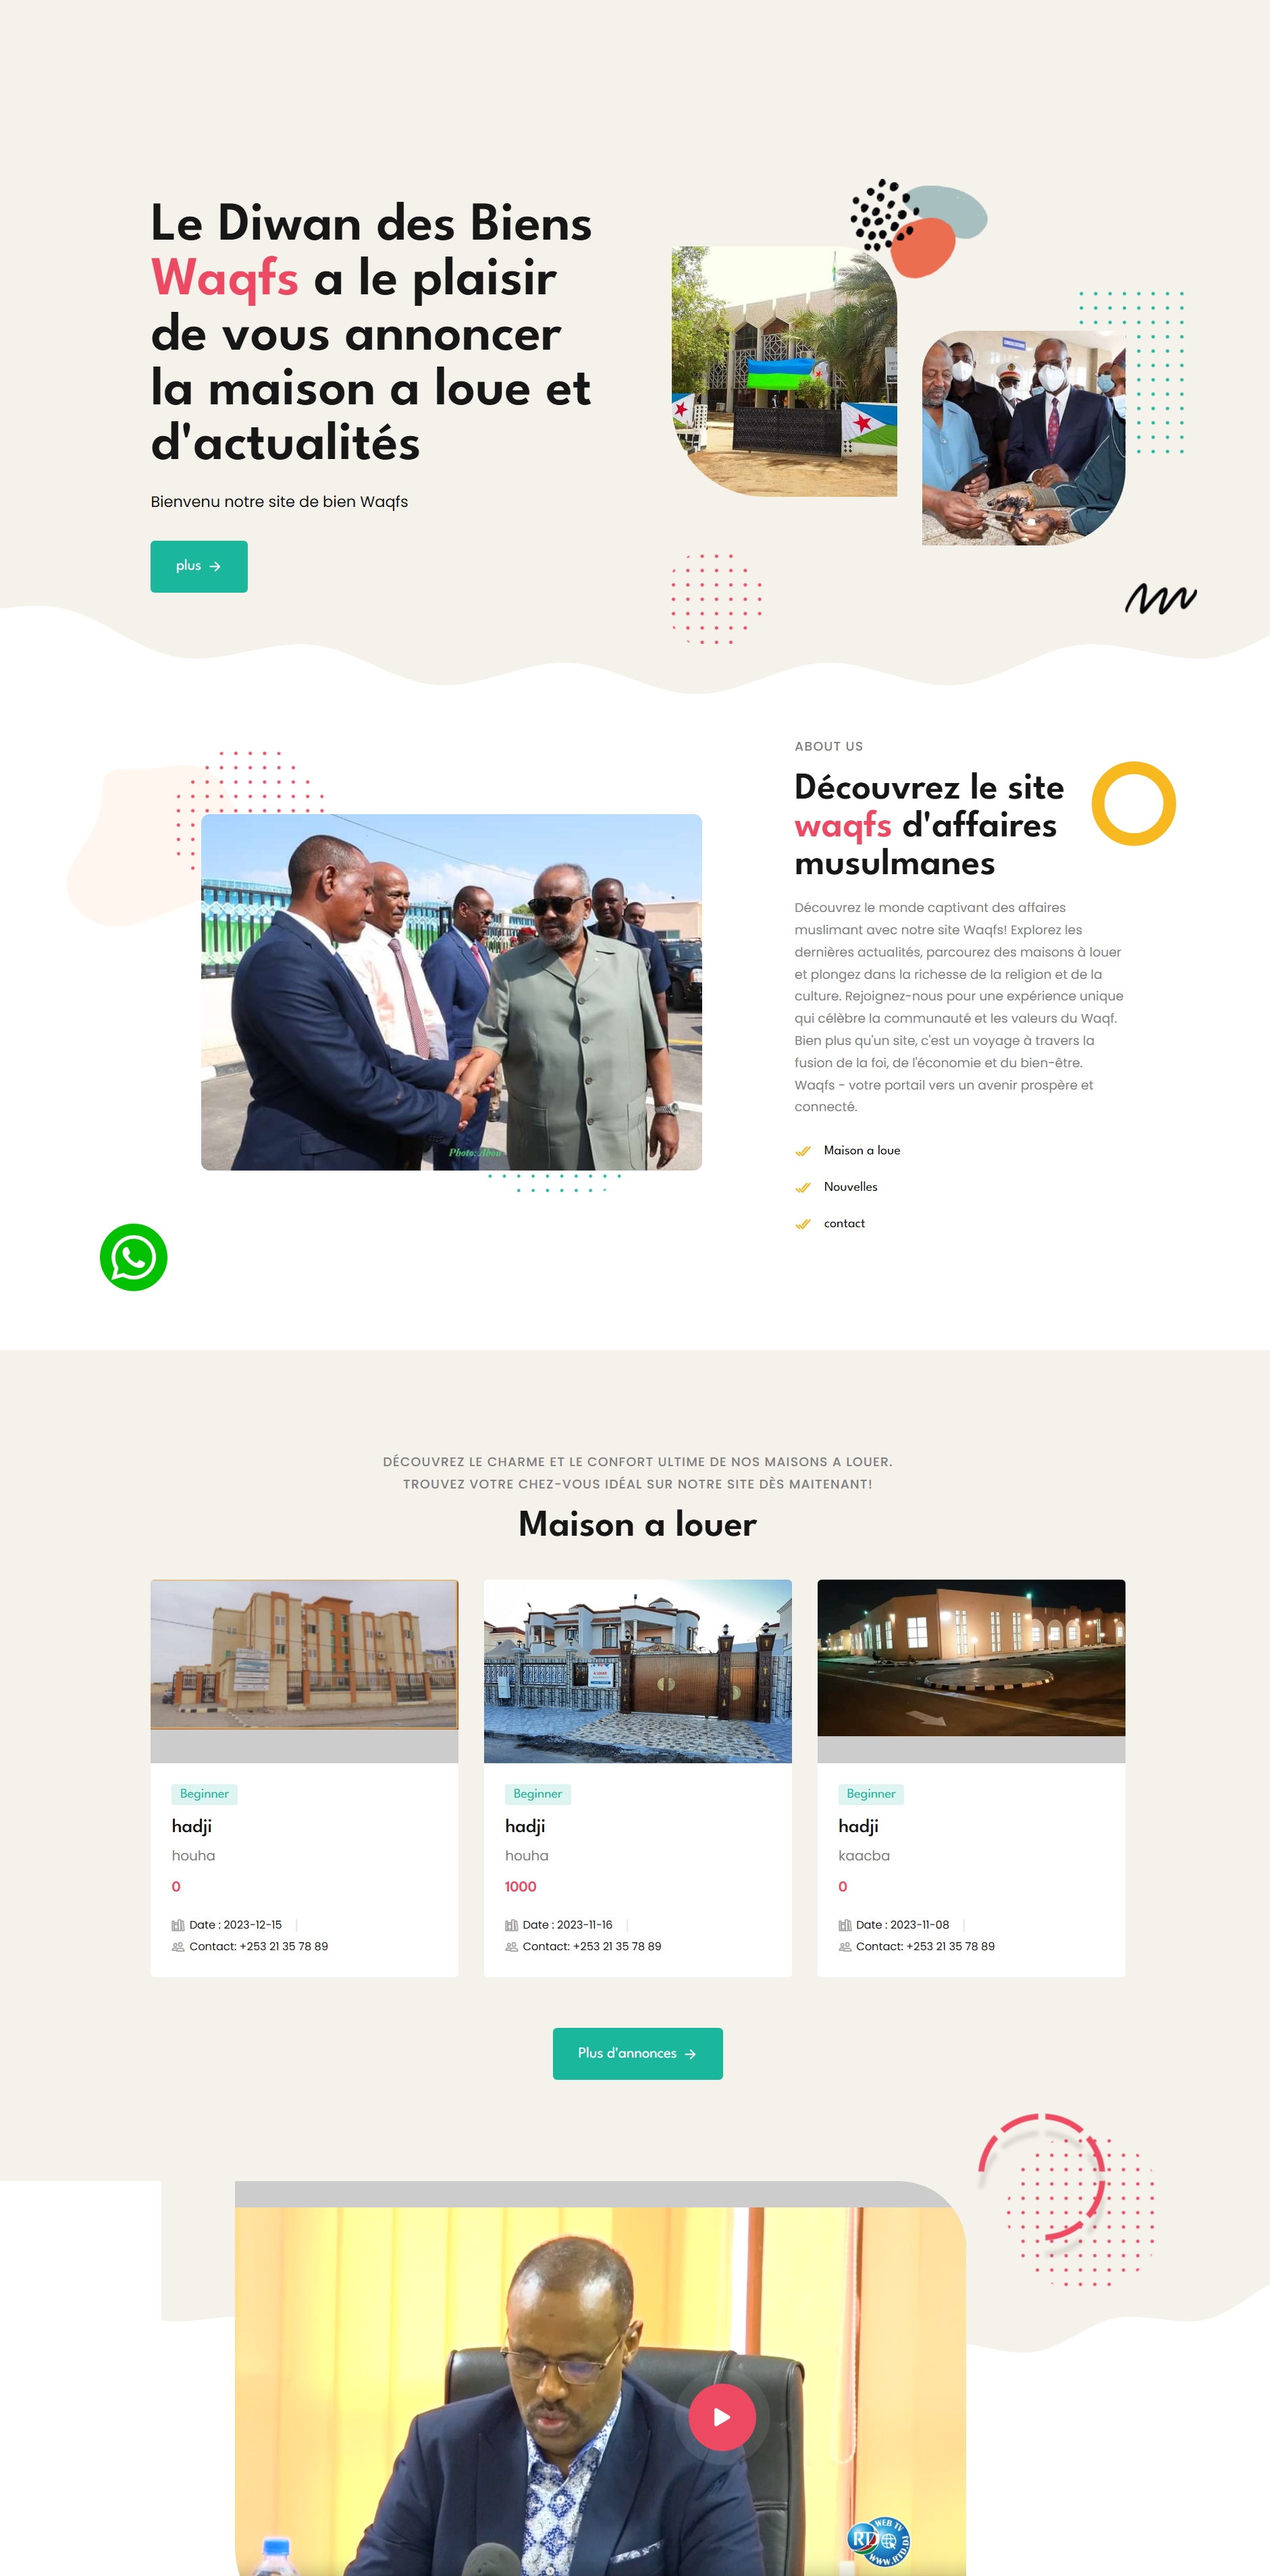 Le Diwan des Biens
Waqfs a le plaisir
de vous annoncer
la maison a loue et
d'actualités
Bienvenu notre site de bien Waqfs
plus
ABOUT US
Découvrez le site
waqfs d'affaires
musulmanes
Découvrez le monde captivant des affaires
muslimant avec notre site Waqfs! Explorez les
dernières actualités, parcourez des maisons à louer
et plongez dans la richesse de la religion et de la
culture. Rejoignez-nous pour une expérience unique
qui célèbre la communauté et les valeurs du Waqf.
Bien plus qu'un site, c'est un voyage à travers la
fusion de la foi, de l'économie et du bien-être.
Waqfs - votre portail vers un avenir prospère et
connecté.
Photo: Abou
Maison a loue
Nouvelles
contact
DÉCOUVREZ LE CHARME ET LE CONFORT ULTIME DE NOS MAISONS A LOUER.
TROUVEZ VOTRE CHEZ-VOUS IDÉAL SUR NOTRE SITE DÈS MAITENANT!
Maison a louer
A LOUER
Beginner
hadji
houha
0
Date : 2023-12-15
Contact: +253 21 35 78 89
Beginner
hadji
houha
1000
Date : 2023-11-16
Contact: +253 21 35 78 89
Beginner
hadji
kaacba
0
Date : 2023-11-08
Contact: +253 21 35 78 89
Plus d'annonces
RTD
WEB TV
WWW.RTD.DJ